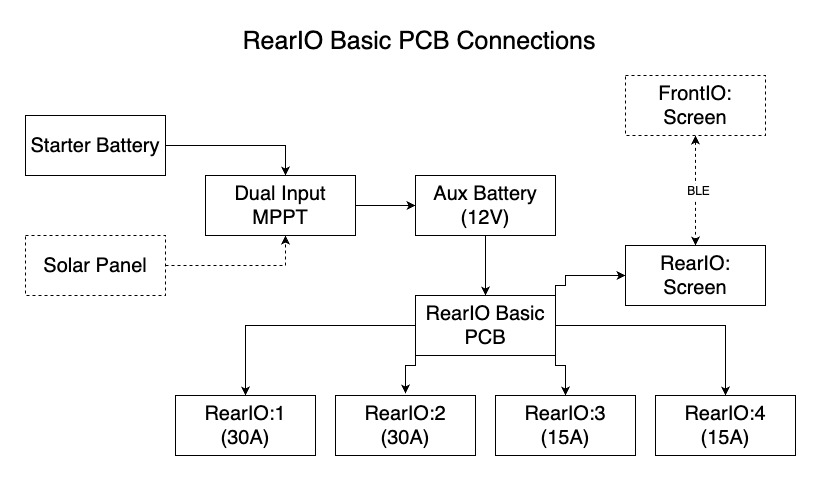 RearIO Basic PCB Connections
FrontIO:
Screen
Starter Battery
Dual Input
MPPT
Aux Battery
(12V)
BLE
Solar Panel
RearIO:
Screen
RearIO Basic
PCB
RearIO:1
(30A)
RearIO:2
(30A)
RearIO:3
(15A)
RearIO:4
(15A)